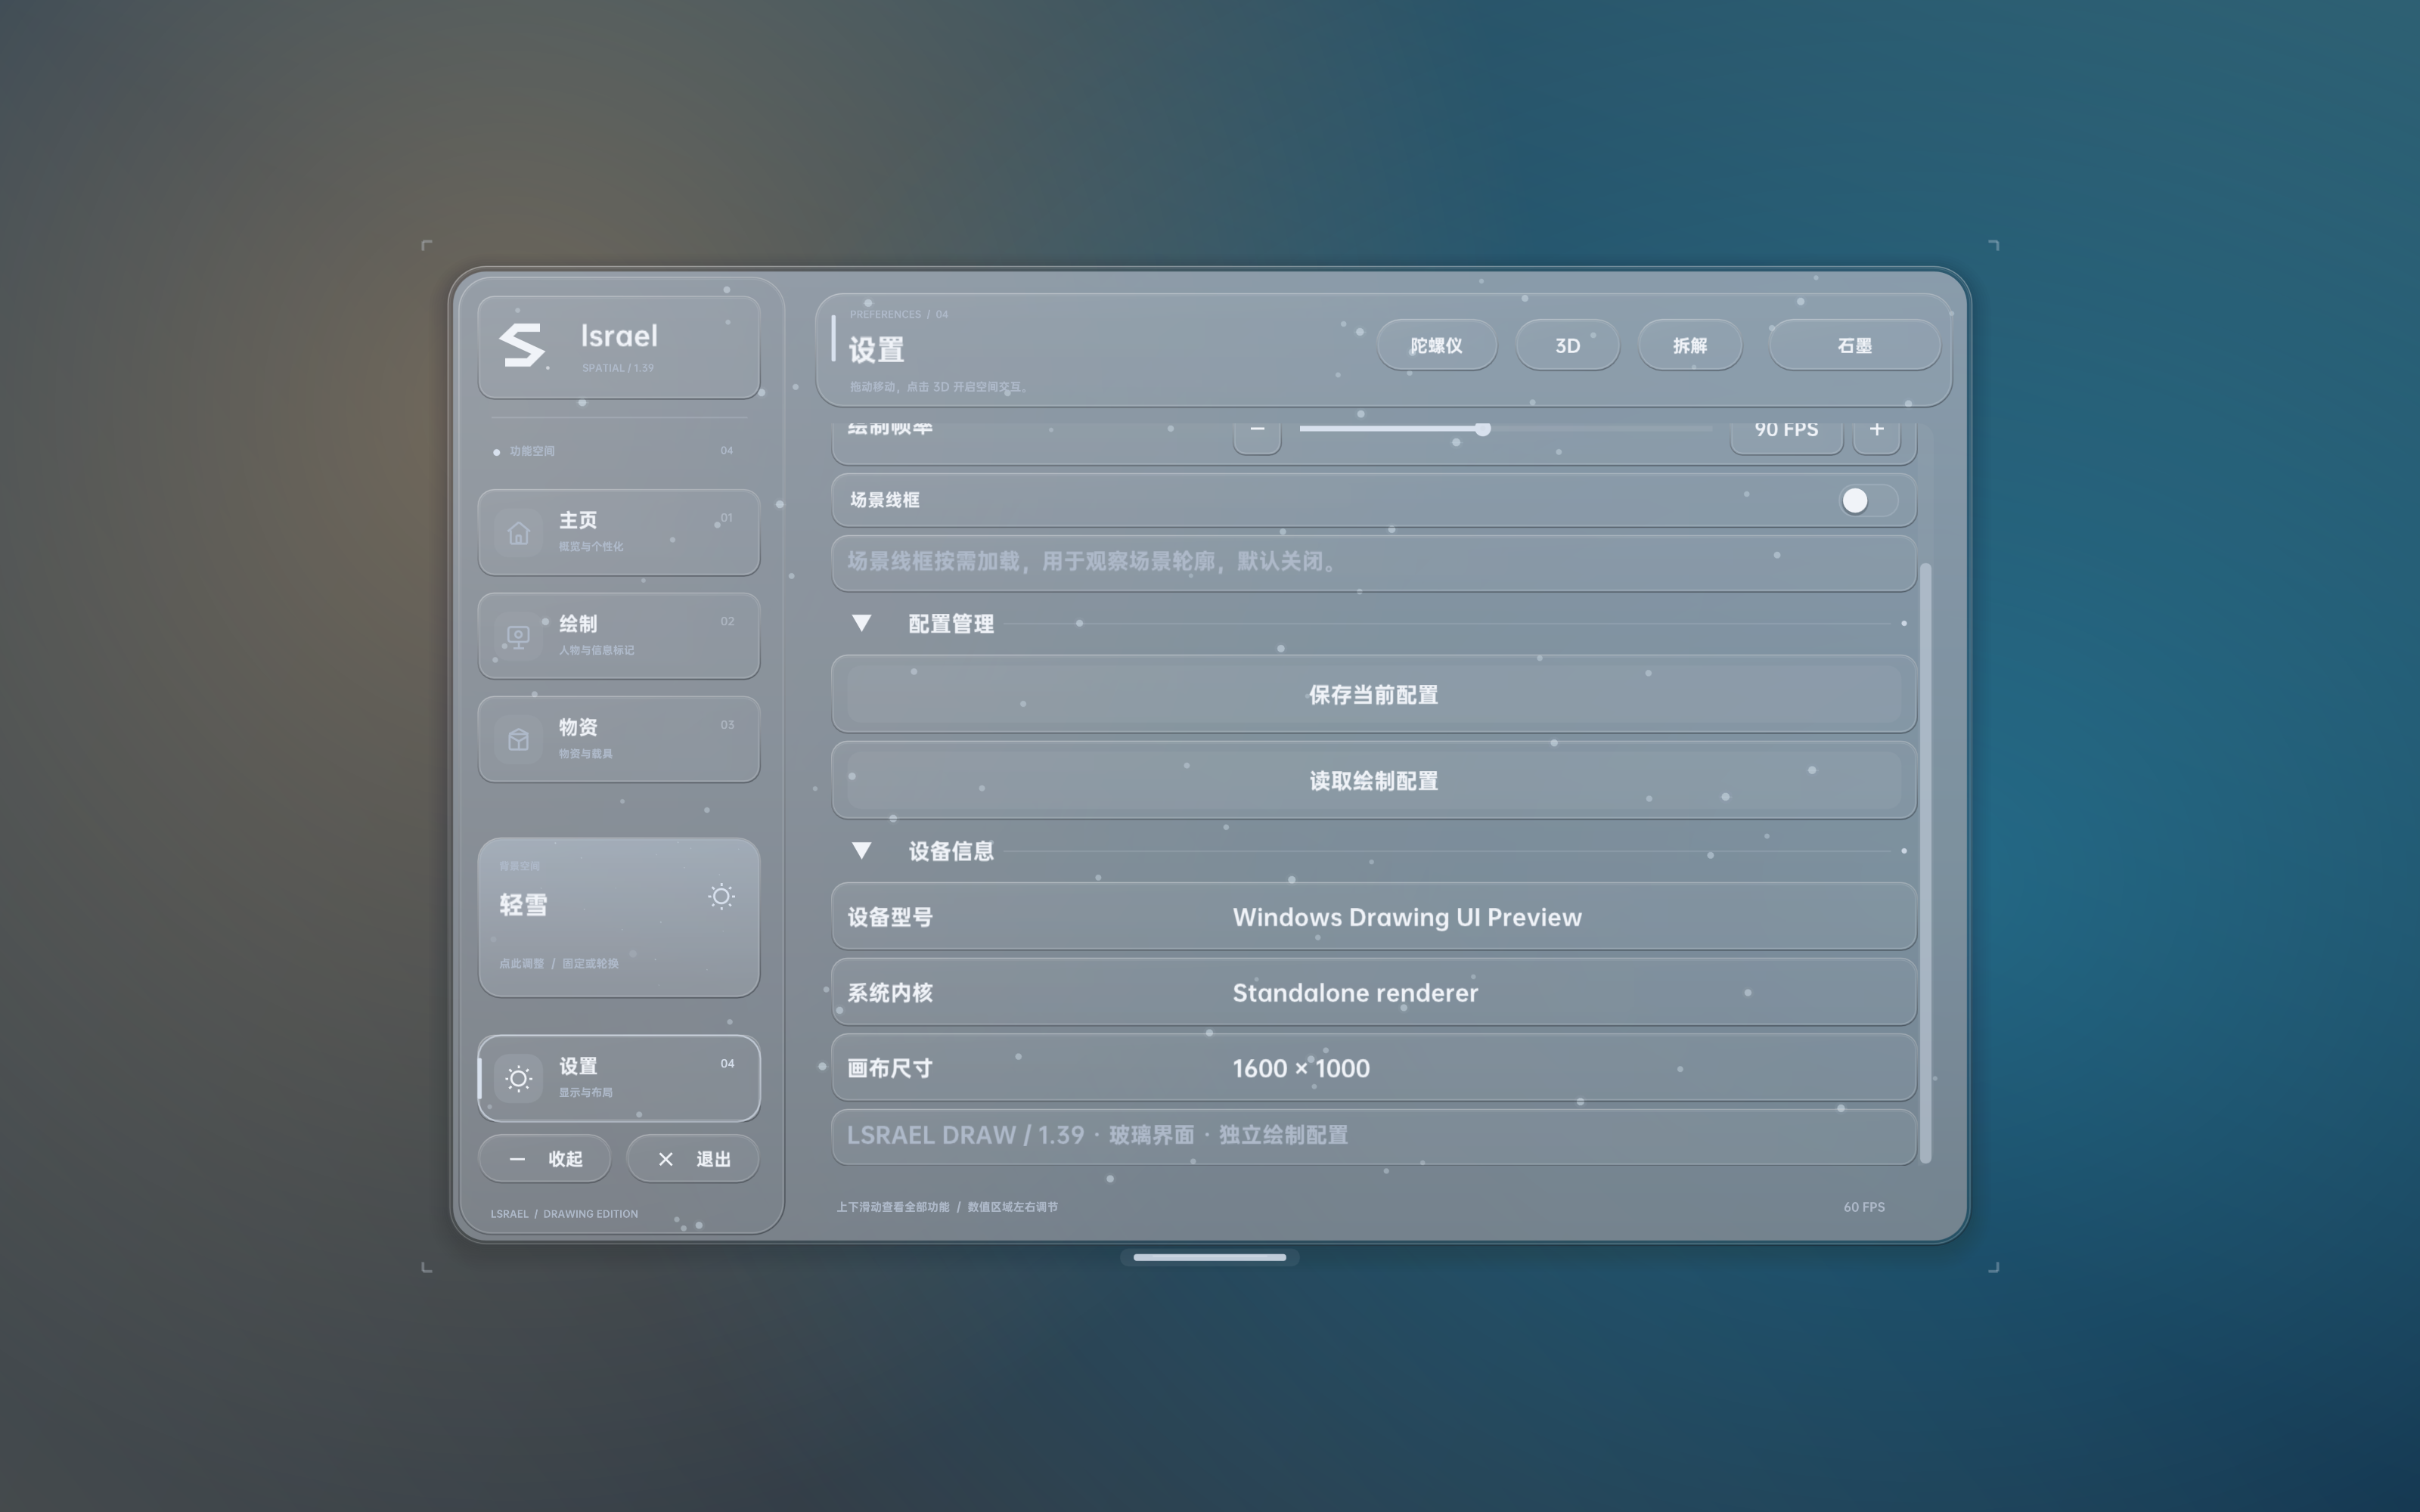 lsrael
SPATIAL / 1.39
功能空间 04
主页 01
概览与个性化
绘制 02
人物与信息标记
物资 03
物资与载具
背景空间
轻雪
点此调整 / 固定或轮换
设置 04
显示与布局
收起
退出
LSRAEL / DRAWING EDITION
PREFERENCES / 04
设置
拖动移动，点击 3D 开启空间交互。
陀螺仪
3D
拆解
石墨
绘制帧率 − 90 FPS +
场景线框
场景线框按需加载，用于观察场景轮廓，默认关闭。
配置管理
保存当前配置
读取绘制配置
设备信息
设备型号 Windows Drawing UI Preview
系统内核 Standalone renderer
画布尺寸 1600 × 1000
LSRAEL DRAW / 1.39 · 玻璃界面 · 独立绘制配置
上下滑动查看全部功能 / 数值区域左右调节
60 FPS